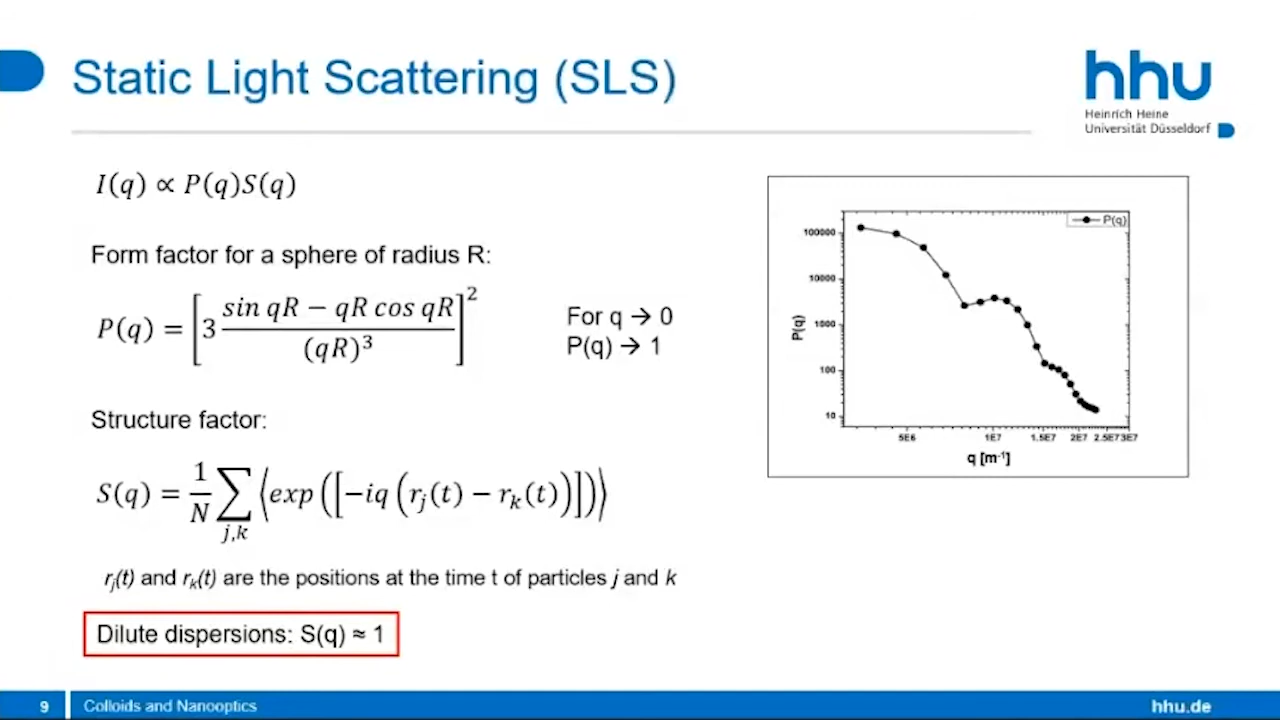 Static Light Scattering (SLS)
hhu
Heinrich Heine
Universität Düsseldorf
I(q) ∝ P(q)S(q)
Form factor for a sphere of radius R:
P(q) = [3 (sin qR − qR cos qR)/(qR)³]²
For q → 0
P(q) → 1
Structure factor:
S(q) = 1/N ∑_{j,k} ⟨exp([−iq(r_j(t) − r_k(t))])⟩
r_j(t) and r_k(t) are the positions at the time t of particles j and k
Dilute dispersions: S(q) ≈ 1
P(q)
100000
10000
1000
100
10
P(q)
5E6 1E7 1.5E7 2E7 2.5E7 3E7
q [m⁻¹]
9 Colloids and Nanooptics hhu.de